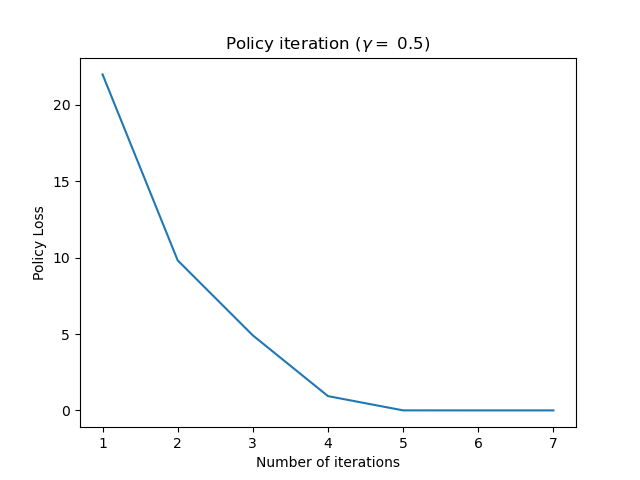 Policy iteration (γ = 0.5)
Policy Loss
20
15
10
5
0
1 2 3 4 5 6 7
Number of iterations